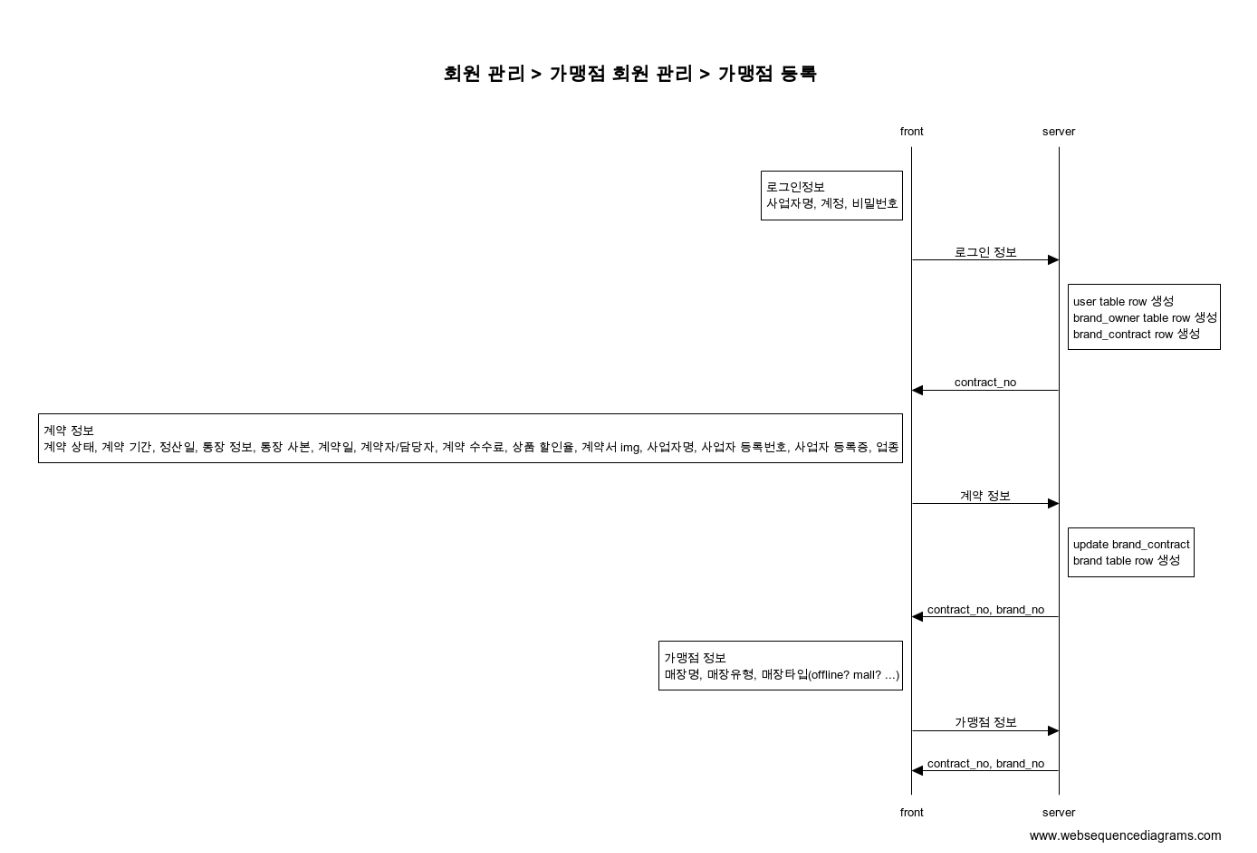 회원 관리 > 가맹점 회원 관리 > 가맹점 등록
front server
로그인정보
사업자명, 계정, 비밀번호
로그인 정보
user table row 생성
brand_owner table row 생성
brand_contract row 생성
contract_no
계약 정보
계약 상태, 계약 기간, 정산일, 통장 정보, 통장 사본, 계약일, 계약자/담당자, 계약 수수료, 상품 할인율, 계약서 img, 사업자명, 사업자 등록번호, 사업자 등록증, 업종
계약 정보
update brand_contract
brand table row 생성
contract_no, brand_no
가맹점 정보
매장명, 매장유형, 매장타입(offline? mall? ...)
가맹점 정보
contract_no, brand_no
front server
www.websequencediagrams.com